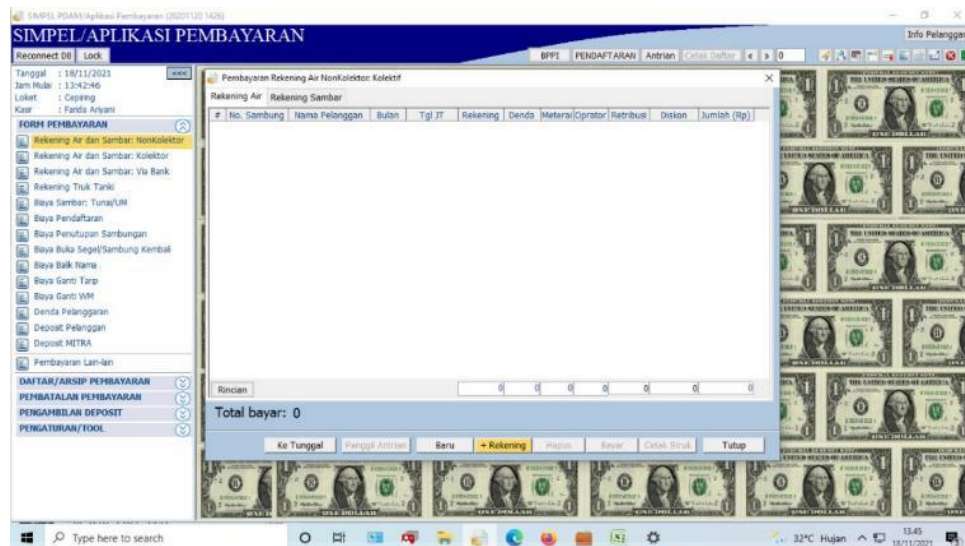 SIMPEL PDAM/Aplikasi Pembayaran (20201120 1426)
SIMPEL/APLIKASI PEMBAYARAN
Info Pelanggan
Reconnect DB Lock
BPPI PENDAFTARAN Antrian Cetak Daftar 0
Tanggal : 18/11/2021 <<<
Jam Mulai : 13:42:46
Loket : Cepiring
Kasir : Farida Ariyani
FORM PEMBAYARAN
Rekening Air dan Sambar: NonKolektor
Rekening Air dan Sambar: Kolektor
Rekening Air dan Sambar: Via Bank
Rekening Truk Tanki
Biaya Sambar: Tunai/UM
Biaya Pendaftaran
Biaya Penutupan Sambungan
Biaya Buka Segel/Sambung Kembali
Biaya Balik Nama
Biaya Ganti Tarip
Biaya Ganti WM
Denda Pelanggaran
Deposit Pelanggan
Deposit MITRA
Pembayaran Lain-lain
DAFTAR/ARSIP PEMBAYARAN
PEMBATALAN PEMBAYARAN
PENGAMBILAN DEPOSIT
PENGATURAN/TOOL
Pembayaran Rekening Air NonKolektor: Kolektif
Rekening Air Rekening Sambar
# No. Sambung Nama Pelanggan Bulan Tgl JT Rekening Denda Meterai Oprator Retribusi Diskon Jumlah (Rp)
Rincian 0 0 0 0 0 0 0
Total bayar: 0
Ke Tunggal Panggil Antrian Baru + Rekening Hapus Bayar Cetak Struk Tutup
Type here to search
32°C Hujan
13.45
18/11/2021